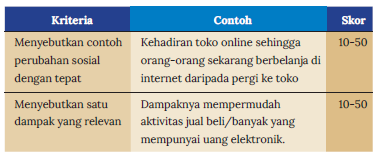 Kriteria Contoh Skor
Menyebutkan contoh Kehadiran toko online sehingga 10-50
perubahan sosial orang-orang sekarang berbelanja di
dengan tepat internet daripada pergi ke toko
Menyebutkan satu Dampaknya mempermudah 10-50
dampak yang relevan aktivitas jual beli/banyak yang
mempunyai uang elektronik.